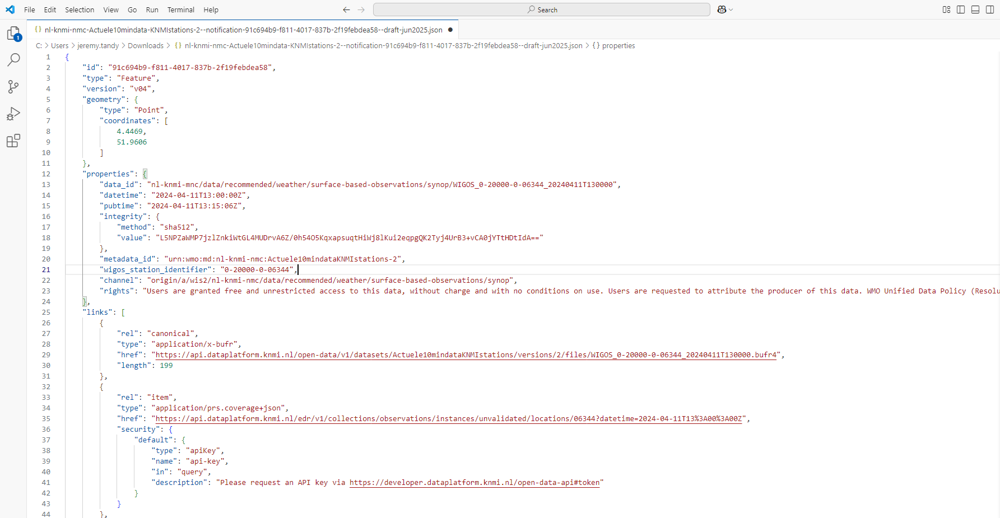 File Edit Selection View Go Run Terminal Help
Search
nl-knmi-nmc-Actuele10mindata-KNMIstations-2--notification-91c694b9-f811-4017-837b-2f19febdea58--draft-jun2025.json
1
C: > Users > jeremy.tandy > Downloads > {} nl-knmi-nmc-Actuele10mindata-KNMIstations-2--notification-91c694b9-f811-4017-837b-2f19febdea58--draft-jun2025.json > {} properties
1 {
2 "id": "91c694b9-f811-4017-837b-2f19febdea58",
3 "type": "Feature",
4 "version": "v04",
5 "geometry": {
6 "type": "Point",
7 "coordinates": [
8 4.4469,
9 51.9606
10 ]
11 },
12 "properties": {
13 "data_id": "nl-knmi-mnc/data/recommended/weather/surface-based-observations/synop/WIGOS_0-20000-0-06344_20240411T130000",
14 "datetime": "2024-04-11T13:00:00Z",
15 "pubtime": "2024-04-11T13:15:06Z",
16 "integrity": {
17 "method": "sha512",
18 "value": "L5NPZaWMP7jzlZnkiWtGL4MUDrvA6Z/0h54O5KqxapsuqtHiWj8lKui2eqpgQK2Tyj4UrB3+vCA0jYTtHDtIdA=="
19 },
20 "metadata_id": "urn:wmo:md:nl-knmi-nmc:Actuele10mindataKNMIstations-2",
21 "wigos_station_identifier": "0-20000-0-06344",
22 "channel": "origin/a/wis2/nl-knmi-nmc/data/recommended/weather/surface-based-observations/synop",
23 "rights": "Users are granted free and unrestricted access to this data, without charge and with no conditions on use. Users are requested to attribute the producer of this data. WMO Unified Data Policy (Resolu
24 },
25 "links": [
26 {
27 "rel": "canonical",
28 "type": "application/x-bufr",
29 "href": "https://api.dataplatform.knmi.nl/open-data/v1/datasets/Actuele10mindataKNMIstations/versions/2/files/WIGOS_0-20000-0-06344_20240411T130000.bufr4",
30 "length": 199
31 },
32 {
33 "rel": "item",
34 "type": "application/prs.coverage+json",
35 "href": "https://api.dataplatform.knmi.nl/edr/v1/collections/observations/instances/unvalidated/locations/06344?datetime=2024-04-11T13%3A00%3A00Z",
36 "security": {
37 "default": {
38 "type": "apiKey",
39 "name": "api-key",
40 "in": "query",
41 "description": "Please request an API key via https://developer.dataplatform.knmi.nl/open-data-api#token"
42 }
43 }
44 },